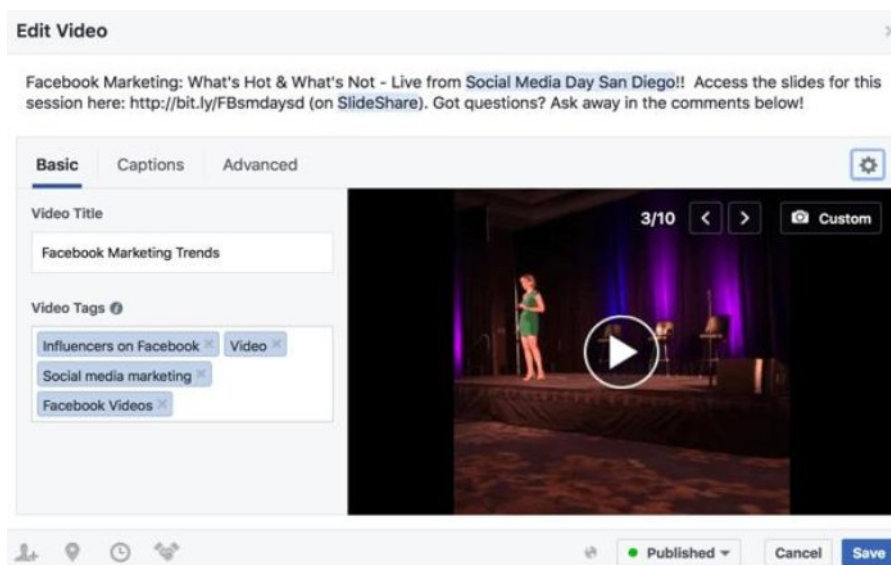 Edit Video
Facebook Marketing: What's Hot & What's Not - Live from Social Media Day San Diego!! Access the slides for this
session here: http://bit.ly/FBsmdaysd (on SlideShare). Got questions? Ask away in the comments below!
Basic Captions Advanced
Video Title
Facebook Marketing Trends
Video Tags
Influencers on Facebook Video
Social media marketing
Facebook Videos
3/10 Custom
Published Cancel Save